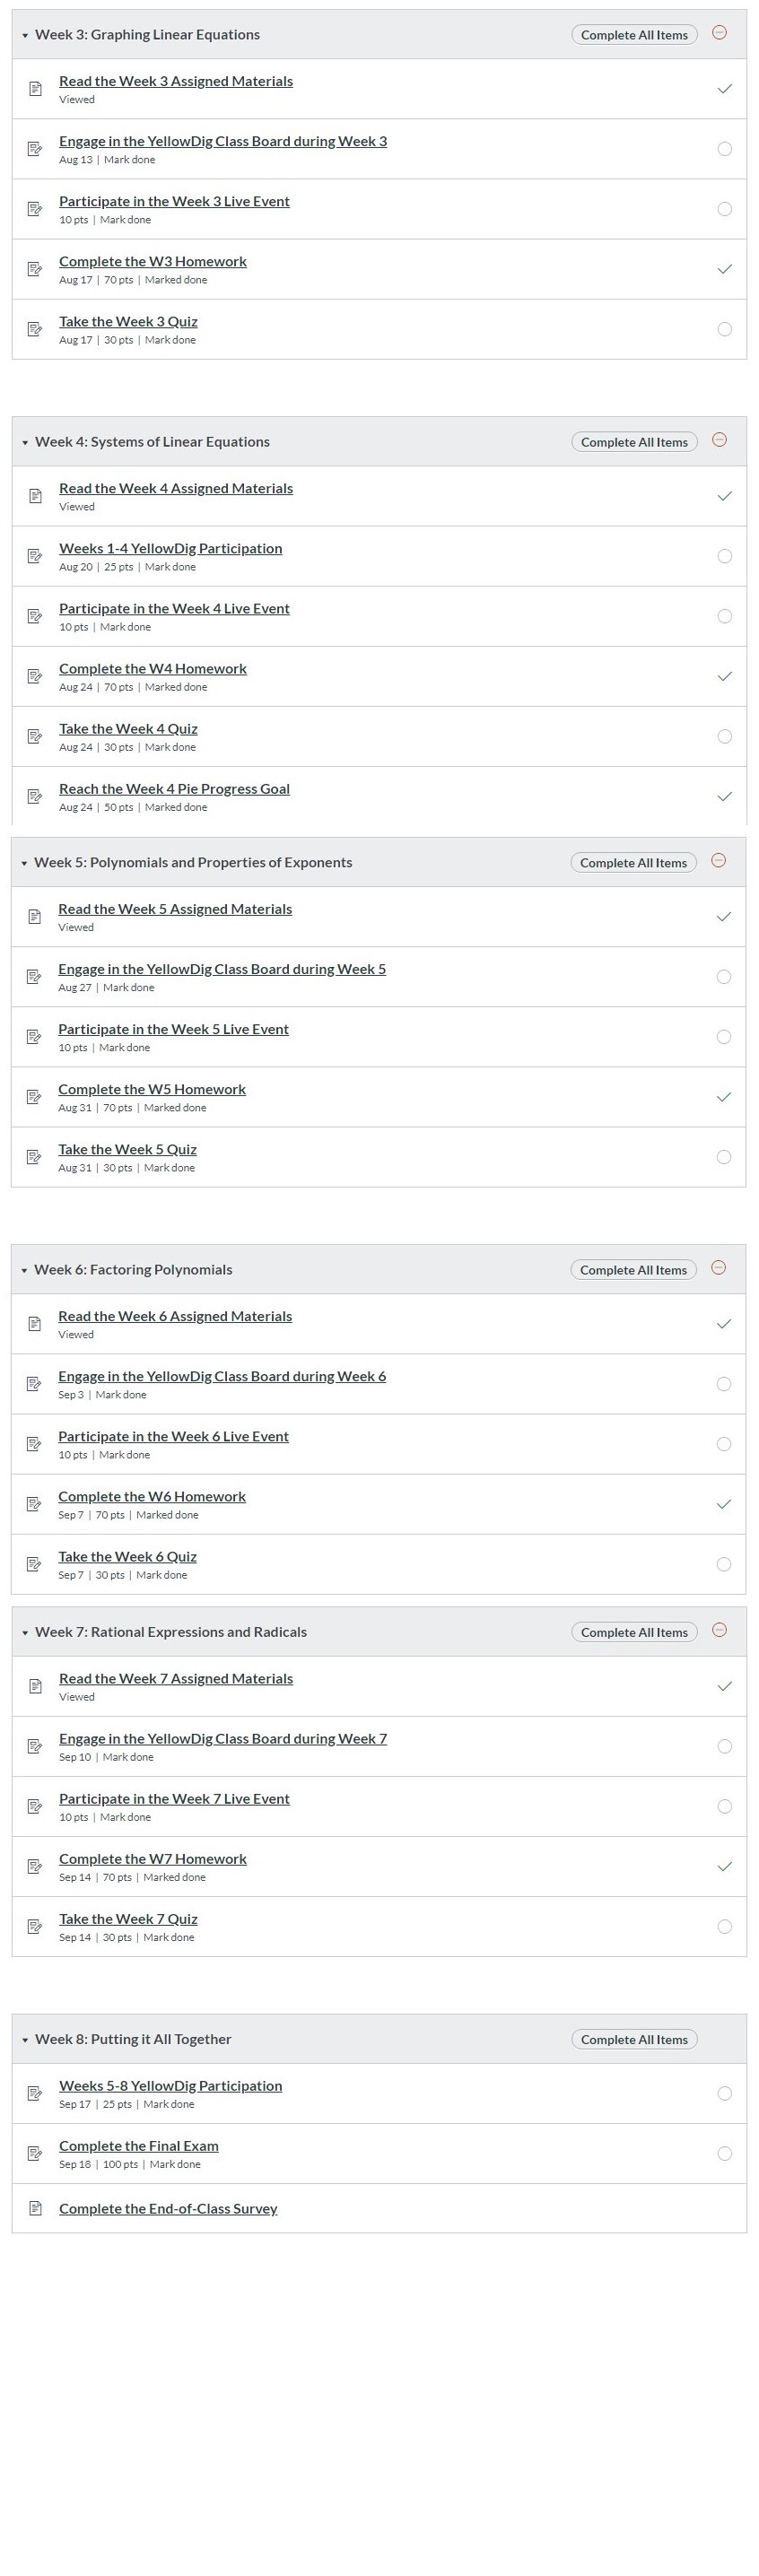 Week 3: Graphing Linear Equations Complete All Items
Read the Week 3 Assigned Materials
Viewed
Engage in the YellowDig Class Board during Week 3
Aug 13 | Mark done
Participate in the Week 3 Live Event
10 pts | Mark done
Complete the W3 Homework
Aug 17 | 70 pts | Marked done
Take the Week 3 Quiz
Aug 17 | 30 pts | Mark done
Week 4: Systems of Linear Equations Complete All Items
Read the Week 4 Assigned Materials
Viewed
Weeks 1-4 YellowDig Participation
Aug 20 | 25 pts | Mark done
Participate in the Week 4 Live Event
10 pts | Mark done
Complete the W4 Homework
Aug 24 | 70 pts | Marked done
Take the Week 4 Quiz
Aug 24 | 30 pts | Mark done
Reach the Week 4 Pie Progress Goal
Aug 24 | 50 pts | Marked done
Week 5: Polynomials and Properties of Exponents Complete All Items
Read the Week 5 Assigned Materials
Viewed
Engage in the YellowDig Class Board during Week 5
Aug 27 | Mark done
Participate in the Week 5 Live Event
10 pts | Mark done
Complete the W5 Homework
Aug 31 | 70 pts | Marked done
Take the Week 5 Quiz
Aug 31 | 30 pts | Mark done
Week 6: Factoring Polynomials Complete All Items
Read the Week 6 Assigned Materials
Viewed
Engage in the YellowDig Class Board during Week 6
Sep 3 | Mark done
Participate in the Week 6 Live Event
10 pts | Mark done
Complete the W6 Homework
Sep 7 | 70 pts | Marked done
Take the Week 6 Quiz
Sep 7 | 30 pts | Mark done
Week 7: Rational Expressions and Radicals Complete All Items
Read the Week 7 Assigned Materials
Viewed
Engage in the YellowDig Class Board during Week 7
Sep 10 | Mark done
Participate in the Week 7 Live Event
10 pts | Mark done
Complete the W7 Homework
Sep 14 | 70 pts | Marked done
Take the Week 7 Quiz
Sep 14 | 30 pts | Mark done
Week 8: Putting it All Together Complete All Items
Weeks 5-8 YellowDig Participation
Sep 17 | 25 pts | Mark done
Complete the Final Exam
Sep 18 | 100 pts | Mark done
Complete the End-of-Class Survey